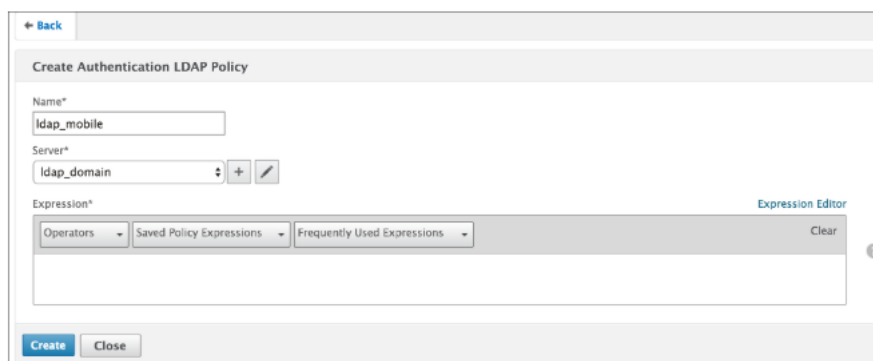 Back
Create Authentication LDAP Policy
Name*
ldap_mobile
Server*
ldap_domain
Expression*
Expression Editor
Operators Saved Policy Expressions Frequently Used Expressions Clear
Create Close